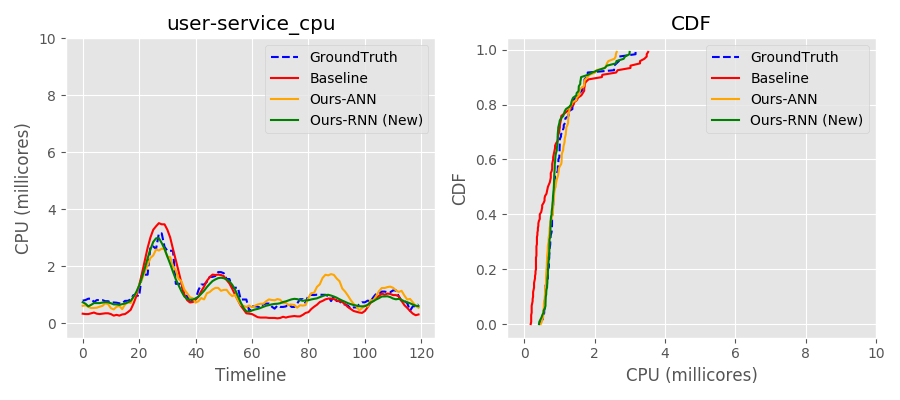 user-service_cpu
CPU (millicores)
10
8
6
4
2
0
0 20 40 60 80 100 120
Timeline
GroundTruth
Baseline
Ours-ANN
Ours-RNN (New)
CDF
CDF
1.0
0.8
0.6
0.4
0.2
0.0
0 2 4 6 8 10
CPU (millicores)
GroundTruth
Baseline
Ours-ANN
Ours-RNN (New)